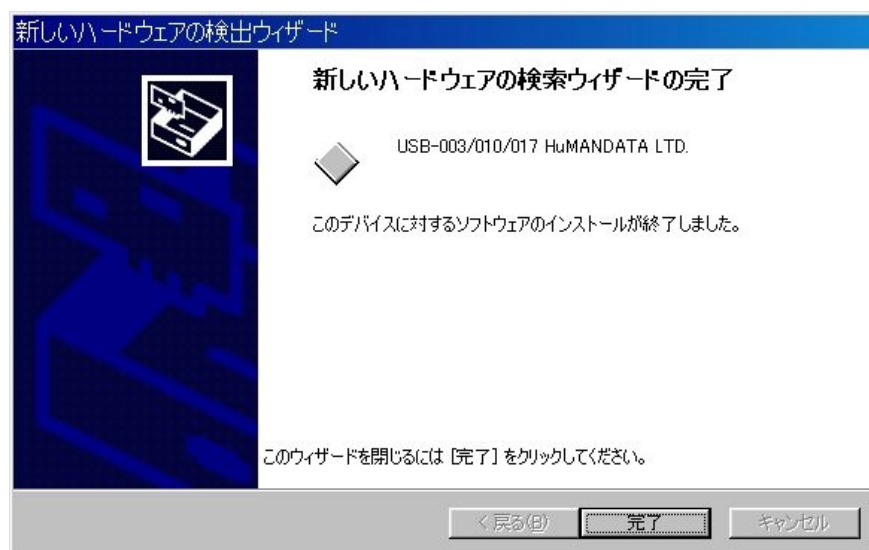 新しいハードウェアの検出ウィザード
新しいハードウェアの検索ウィザードの完了
USB-003/010/017 HuMANDATA LTD.
このデバイスに対するソフトウェアのインストールが終了しました。
このウィザードを閉じるには [完了] をクリックしてください。
< 戻る(B)
完了
キャンセル